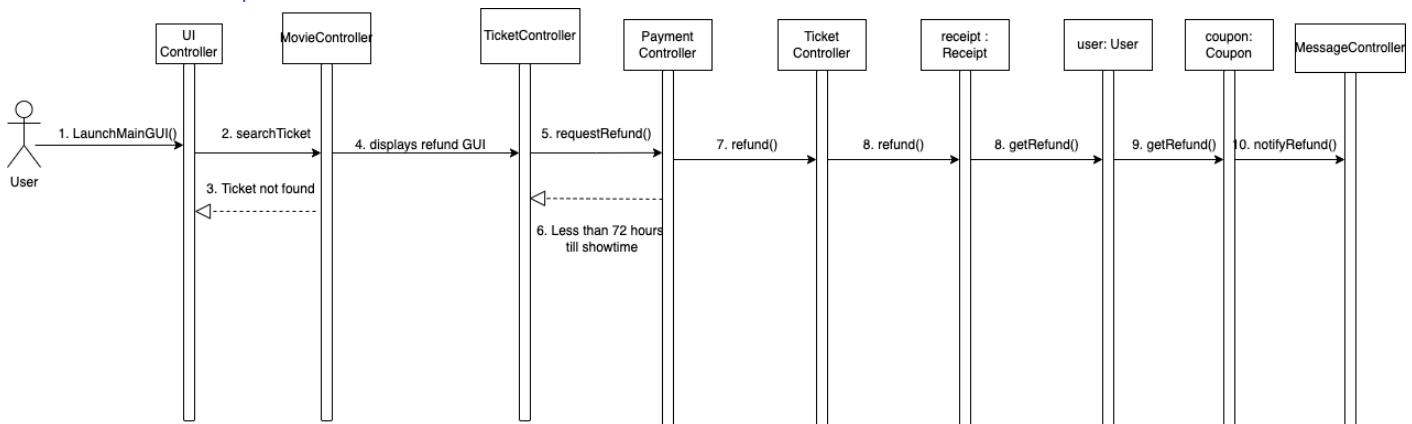 UI
Controller
MovieController
TicketController
Payment
Controller
Ticket
Controller
receipt :
Receipt
user: User
coupon:
Coupon
MessageController
1. LaunchMainGUI()
2. searchTicket
4. displays refund GUI
5. requestRefund()
7. refund()
8. refund()
8. getRefund()
9. getRefund()
10. notifyRefund()
User
3. Ticket not found
6. Less than 72 hours
till showtime